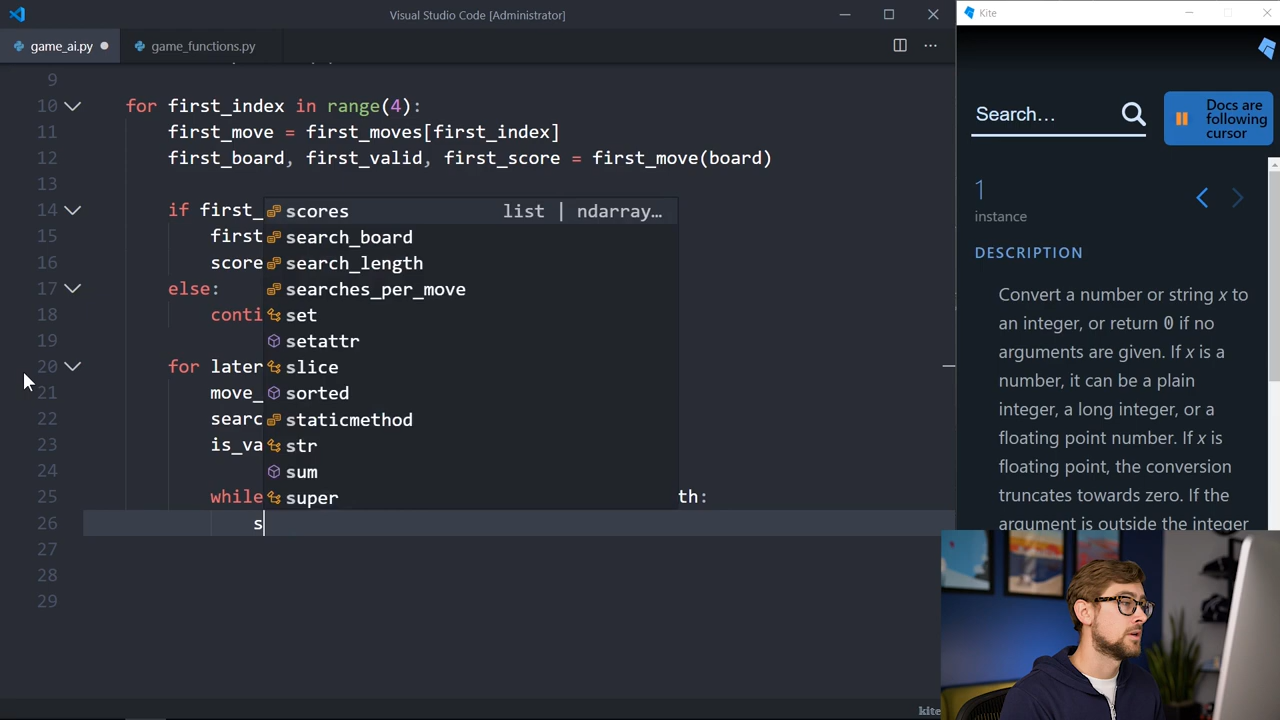 Visual Studio Code [Administrator]
game_ai.py
game_functions.py
9
10 for first_index in range(4):
11 first_move = first_moves[first_index]
12 first_board, first_valid, first_score = first_move(board)
13
14 if first_
15 first
16 score
17 else:
18 conti
19
20 for later
21 move_
22 searc
23 is_va
24
25 while th:
26 s
27
28
29
scores list | ndarray…
search_board
search_length
searches_per_move
set
setattr
slice
sorted
staticmethod
str
sum
super
kite
Kite
Search…
Docs are
following
cursor
1
instance
DESCRIPTION
Convert a number or string x to
an integer, or return 0 if no
arguments are given. If x is a
number, it can be a plain
integer, a long integer, or a
floating point number. If x is
floating point, the conversion
truncates towards zero. If the
argument is outside the integer